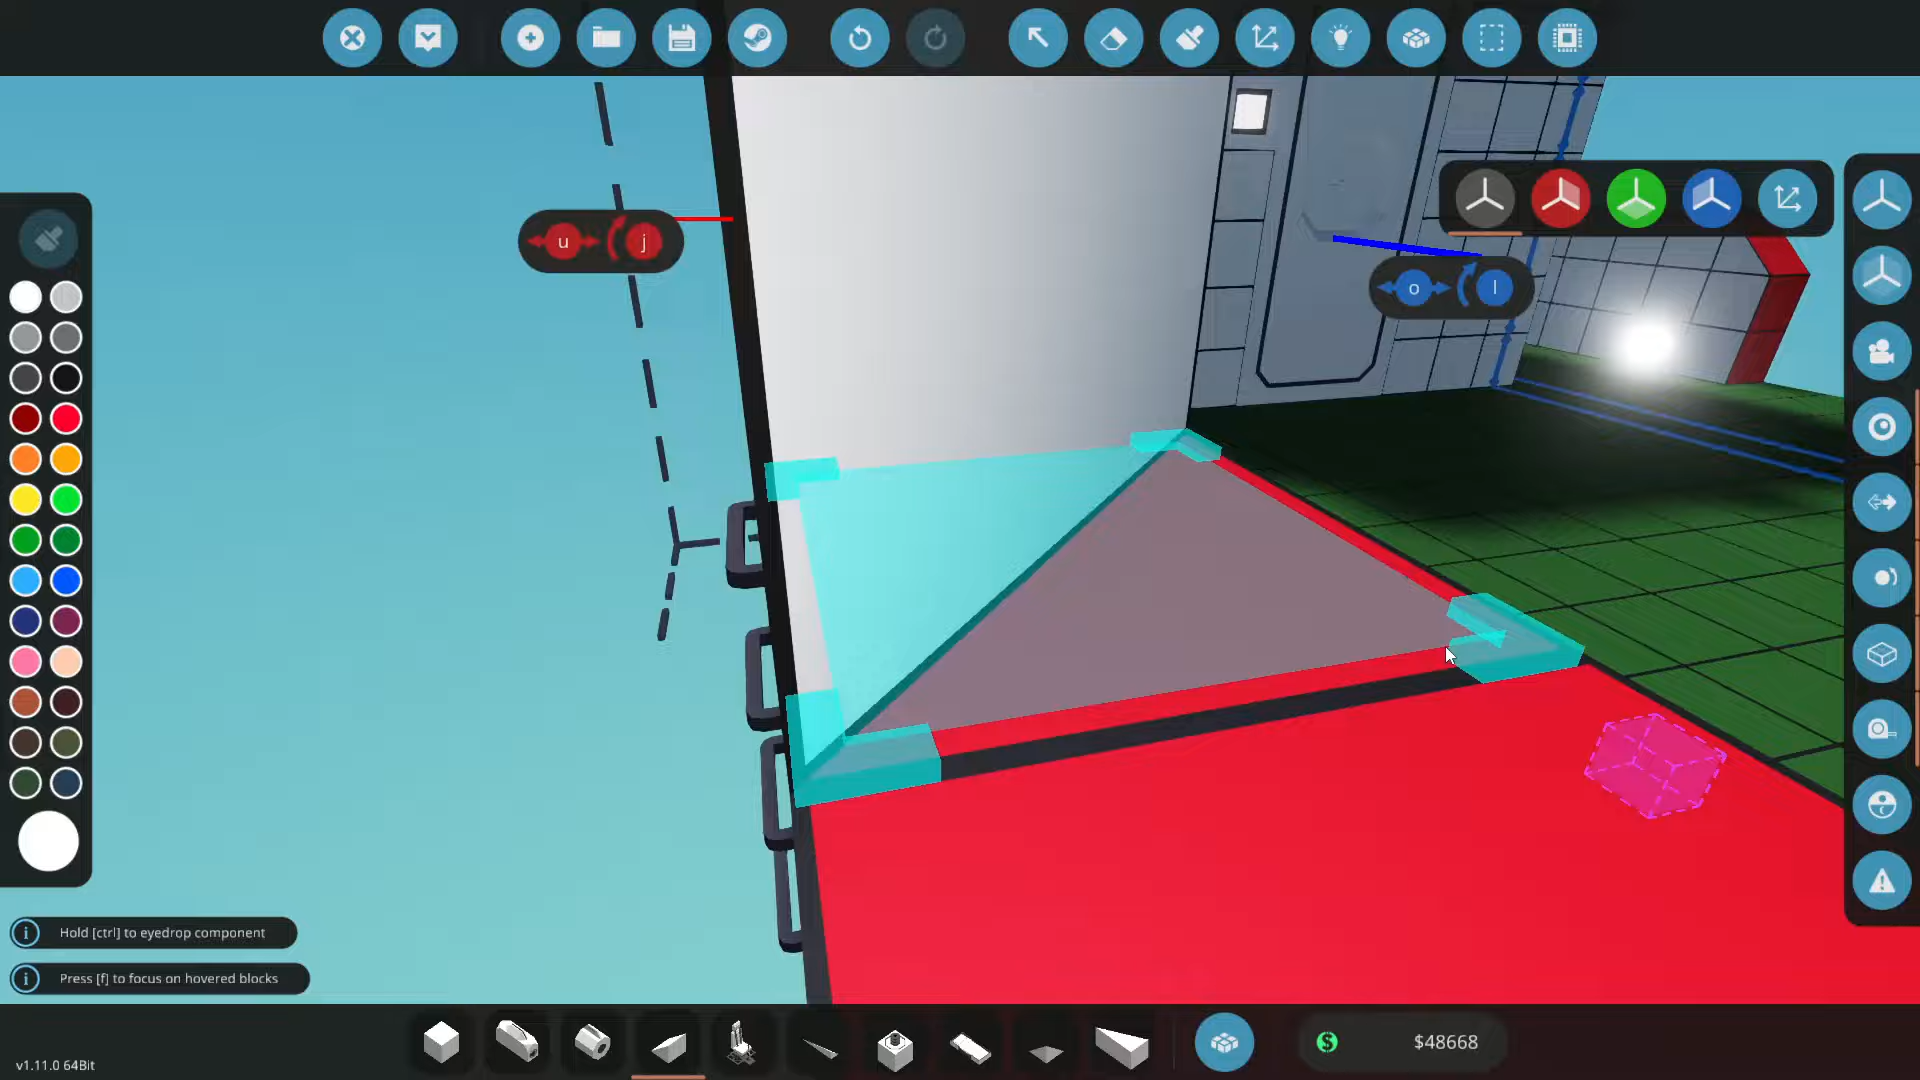 u
j
o
l
Hold [ctrl] to eyedrop component
Press [f] to focus on hovered blocks
v1.11.0 64Bit
$48668